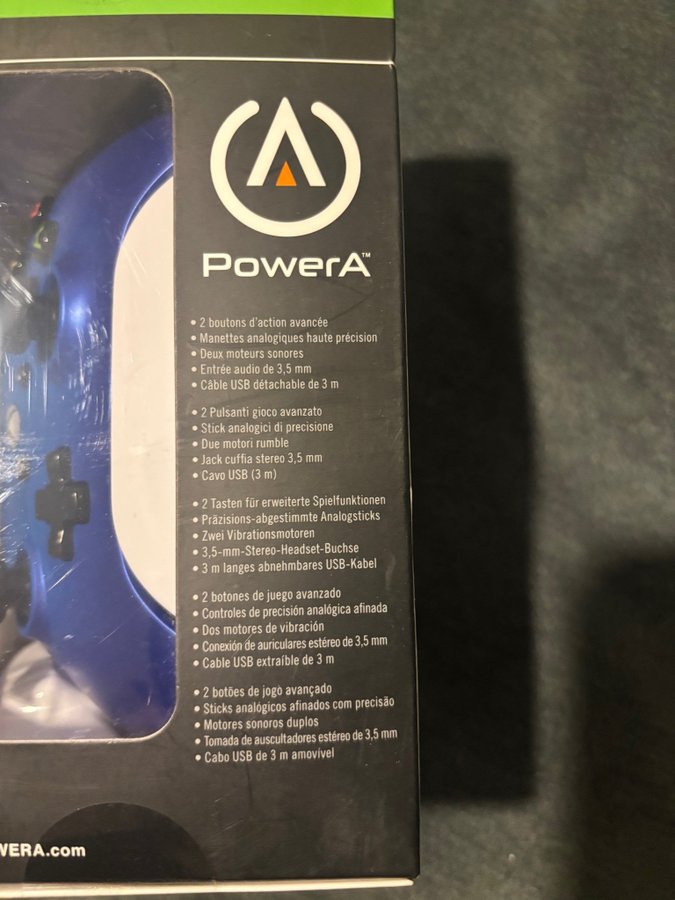 PowerA™
• 2 boutons d'action avancée
• Manettes analogiques haute précision
• Deux moteurs sonores
• Entrée audio de 3,5 mm
• Câble USB détachable de 3 m
• 2 Pulsanti gioco avanzato
• Stick analogici di precisione
• Due motori rumble
• Jack cuffia stereo 3,5 mm
• Cavo USB (3 m)
• 2 Tasten für erweiterte Spielfunktionen
• Präzisions-abgestimmte Analogsticks
• Zwei Vibrationsmotoren
• 3,5-mm-Stereo-Headset-Buchse
• 3 m langes abnehmbares USB-Kabel
• 2 botones de juego avanzado
• Controles de precisión analógica afinada
• Dos motores de vibración
• Conexión de auriculares estéreo de 3,5 mm
• Cable USB extraíble de 3 m
• 2 botões de jogò avançado
• Sticks analógicos afinados com precisão
• Motores sonoros duplos
• Tomada de auscultadores estéreo de 3,5 mm
• Cabo USB de 3 m amovível
WERA.com